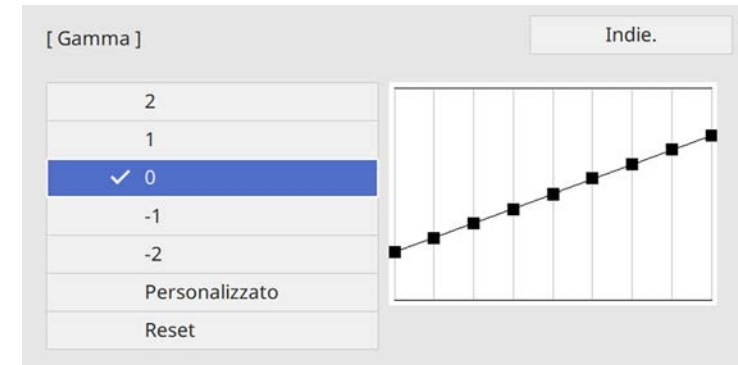 [ Gamma ]
Indie.
2
1
0
-1
-2
Personalizzato
Reset